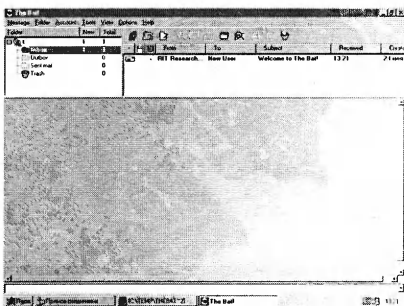 The Bat!
Message Folder Account Tools View Options Help
Folder New Total
1
Inbox 1 1
Outbox 0
Sent mail 0
Trash 0
From To Subject Received
RIT Research... New User Welcome to The Bat! 13:21
The Bat!
13:21